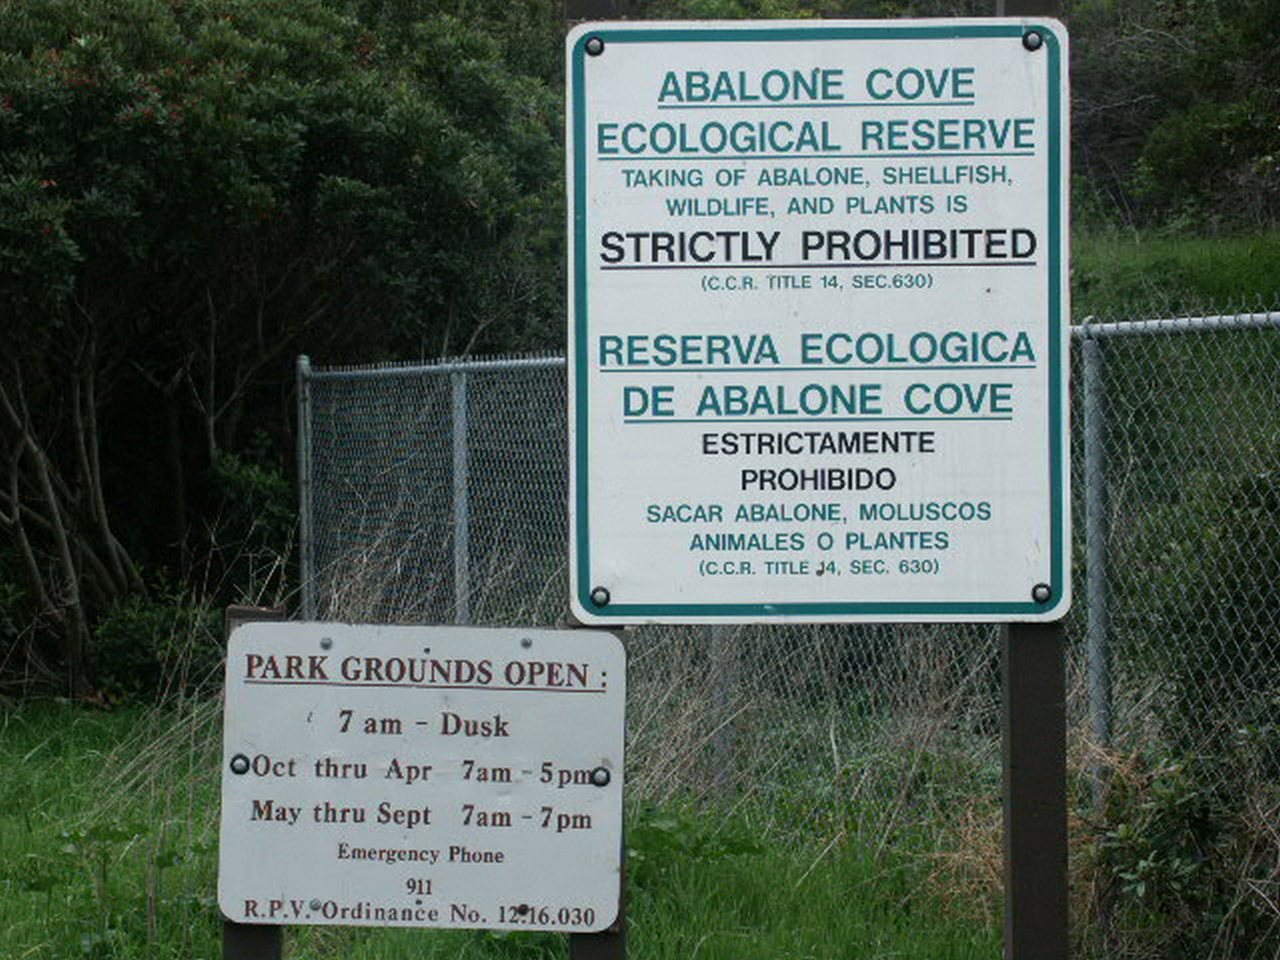 ABALONE COVE
ECOLOGICAL RESERVE
TAKING OF ABALONE, SHELLFISH,
WILDLIFE, AND PLANTS IS
STRICTLY PROHIBITED
(C.C.R. TITLE 14, SEC.630)
RESERVA ECOLOGICA
DE ABALONE COVE
ESTRICTAMENTE
PROHIBIDO
SACAR ABALONE, MOLUSCOS
ANIMALES O PLANTES
(C.C.R. TITLE 14, SEC. 630)
PARK GROUNDS OPEN :
7 am - Dusk
Oct thru Apr 7am - 5pm
May thru Sept 7am - 7pm
Emergency Phone
911
R.P.V. Ordinance No. 12.16.030